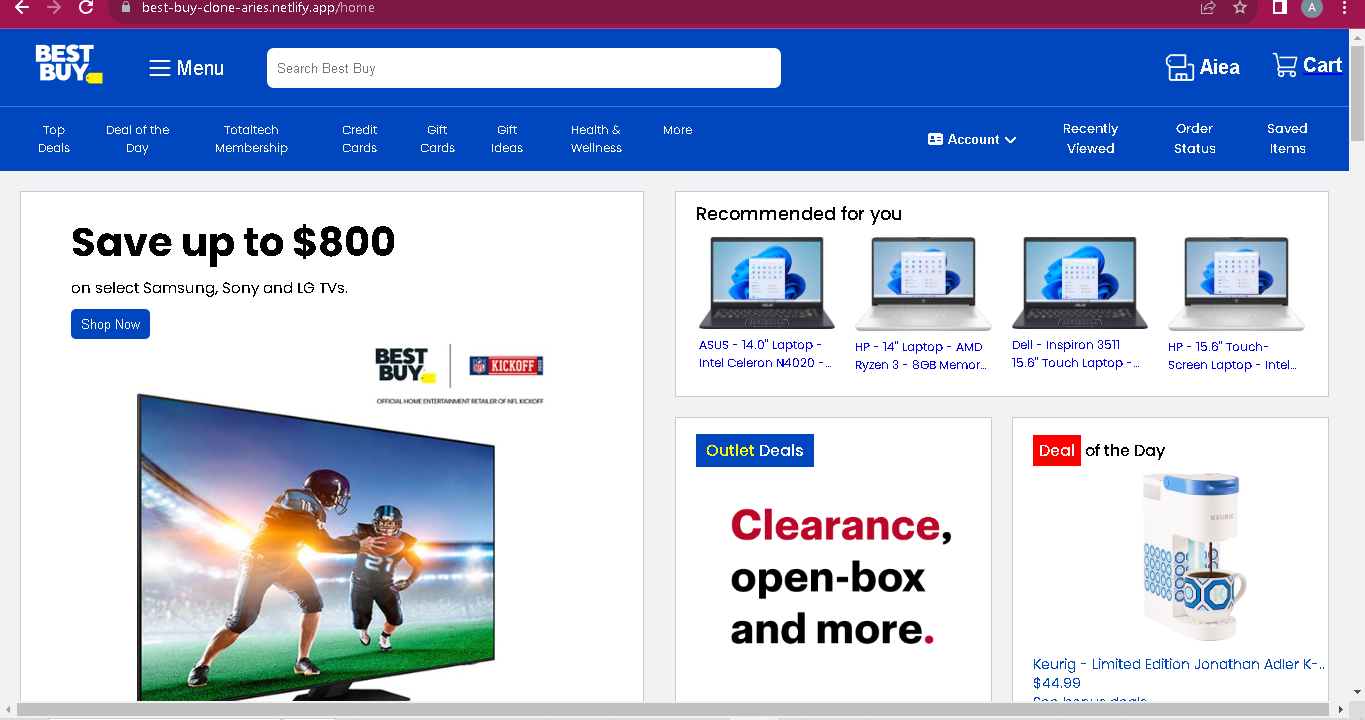 best-buy-clone-aries.netlify.app/home
A
BEST
BUY
Menu
Search Best Buy
Aiea
Cart
Top
Deals
Deal of the
Day
Totaltech
Membership
Credit
Cards
Gift
Cards
Gift
Ideas
Health &
Wellness
More
Account
Recently
Viewed
Order
Status
Saved
Items
Save up to $800
on select Samsung, Sony and LG TVs.
Shop Now
BEST
BUY
NFL KICKOFF
OFFICIAL HOME ENTERTAINMENT RETAILER OF NFL KICKOFF
21
Recommended for you
ASUS - 14.0" Laptop -
Intel Celeron N4020 -...
HP - 14" Laptop - AMD
Ryzen 3 - 8GB Memor...
Dell - Inspiron 3511
15.6" Touch Laptop -...
HP - 15.6" Touch-
Screen Laptop - Intel...
Outlet Deals
Clearance,
open-box
and more.
Deal of the Day
KEURIG
Keurig - Limited Edition Jonathan Adler K-..
$44.99
See bonus deals